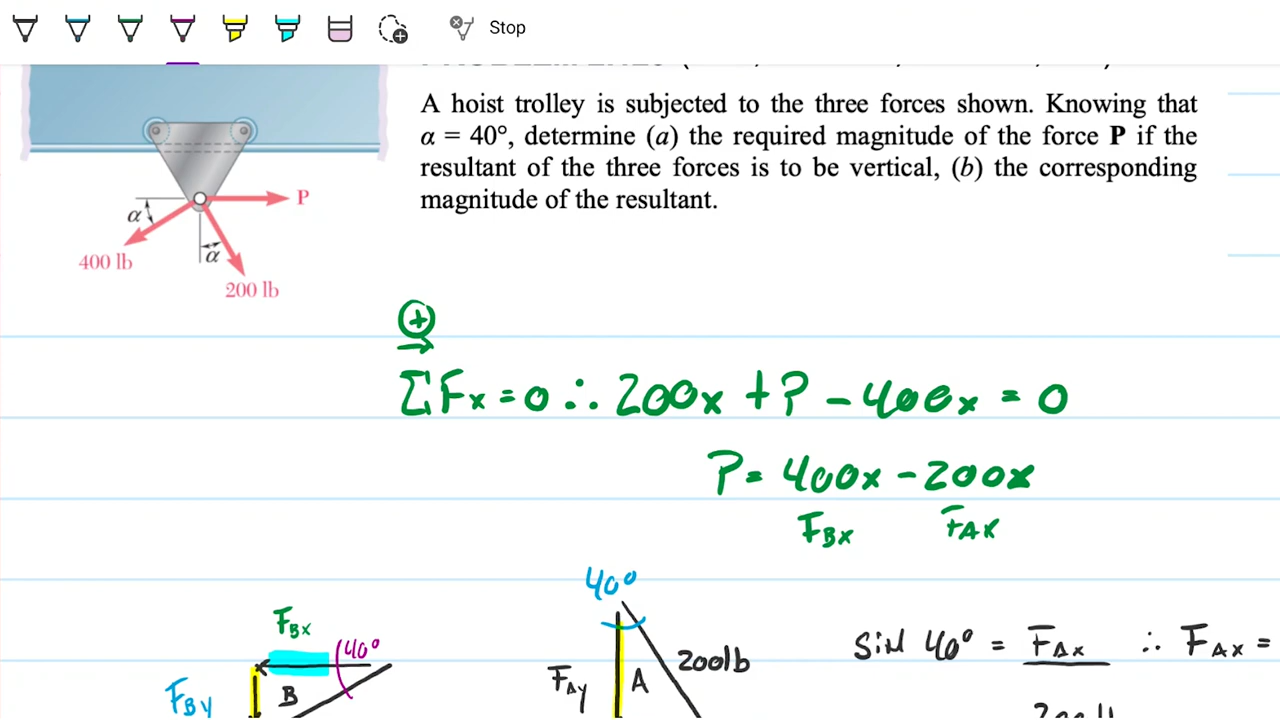 Stop
A hoist trolley is subjected to the three forces shown. Knowing that
α = 40°, determine (a) the required magnitude of the force P if the
resultant of the three forces is to be vertical, (b) the corresponding
magnitude of the resultant.
P
α
α
400 lb
200 lb
+
ΣFx = 0 ∴ 200x + P - 400x = 0
P = 400x - 200x
FBx FAx
40°
FBx
40°
B
FBy
FAy
A
200lb
Sin 40° = FAx ∴ FAx =